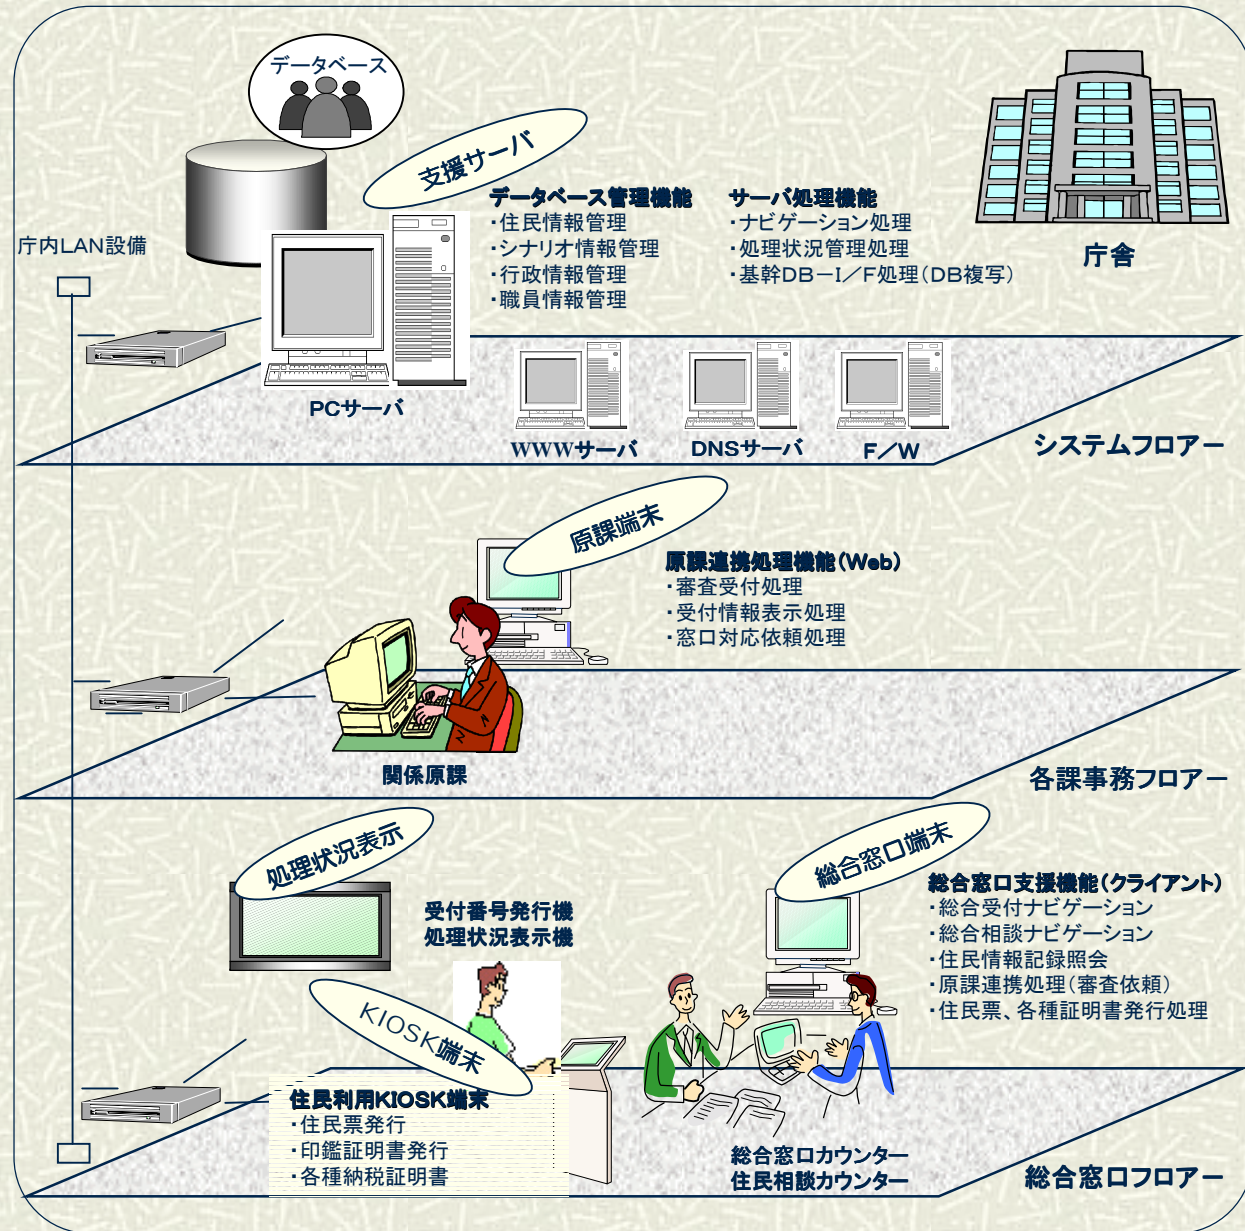 データベース
支援サーバ
データベース管理機能
・住民情報管理
・シナリオ情報管理
・行政情報管理
・職員情報管理
サーバ処理機能
・ナビゲーション処理
・処理状況管理処理
・基幹DB－I／F処理（DB複写）
庁舎
庁内LAN設備
PCサーバ
WWWサーバ
DNSサーバ
F／W
システムフロアー
原課端末
原課連携処理機能（Web）
・審査受付処理
・受付情報表示処理
・窓口対応依頼処理
関係原課
各課事務フロアー
処理状況表示
受付番号発行機
処理状況表示機
総合窓口端末
総合窓口支援機能（クライアント）
・総合受付ナビゲーション
・総合相談ナビゲーション
・住民情報記録照会
・原課連携処理（審査依頼）
・住民票、各種証明書発行処理
KIOSK端末
住民利用KIOSK端末
・住民票発行
・印鑑証明書発行
・各種納税証明書
総合窓口カウンター
住民相談カウンター
総合窓口フロアー